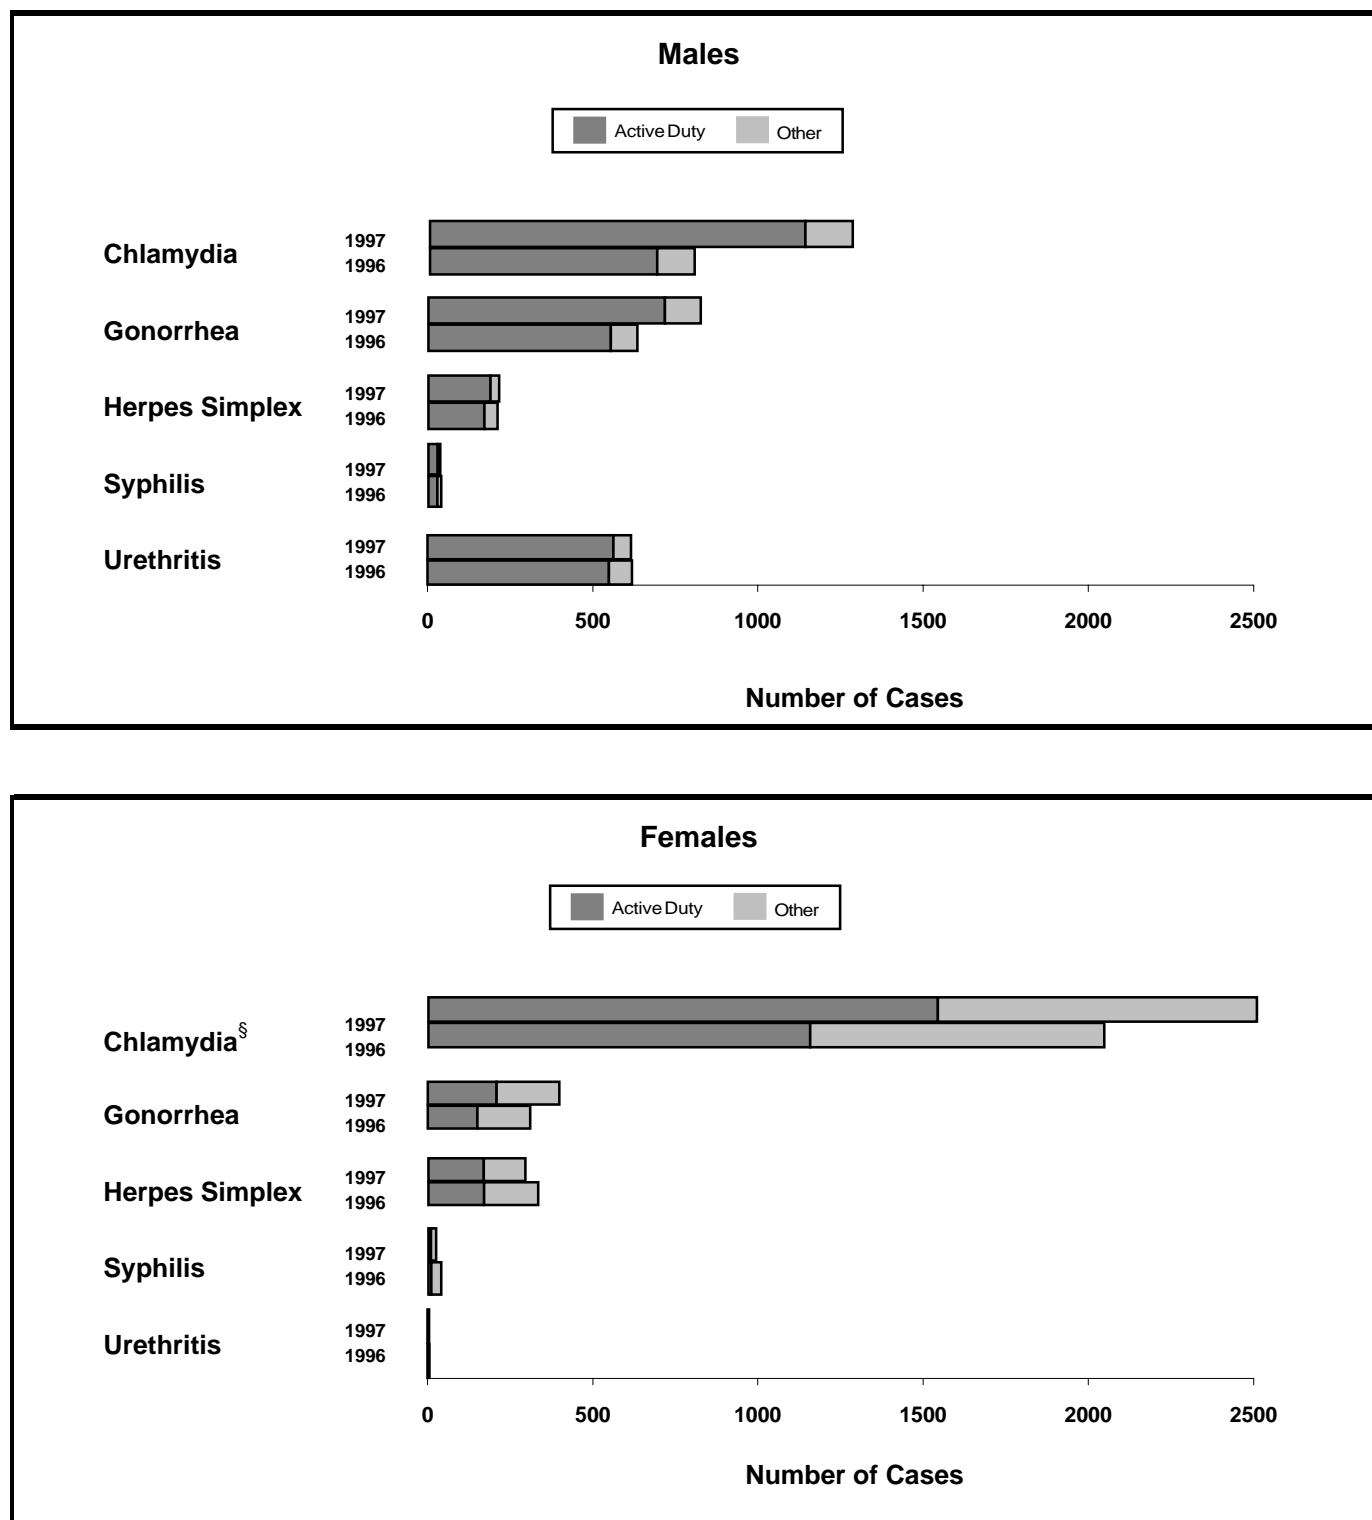 Males
Active Duty Other
Chlamydia 1997
1996
Gonorrhea 1997
1996
Herpes Simplex 1997
1996
Syphilis 1997
1996
Urethritis 1997
1996
0 500 1000 1500 2000 2500
Number of Cases
Females
Active Duty Other
Chlamydia§ 1997
1996
Gonorrhea 1997
1996
Herpes Simplex 1997
1996
Syphilis 1997
1996
Urethritis 1997
1996
0 500 1000 1500 2000 2500
Number of Cases